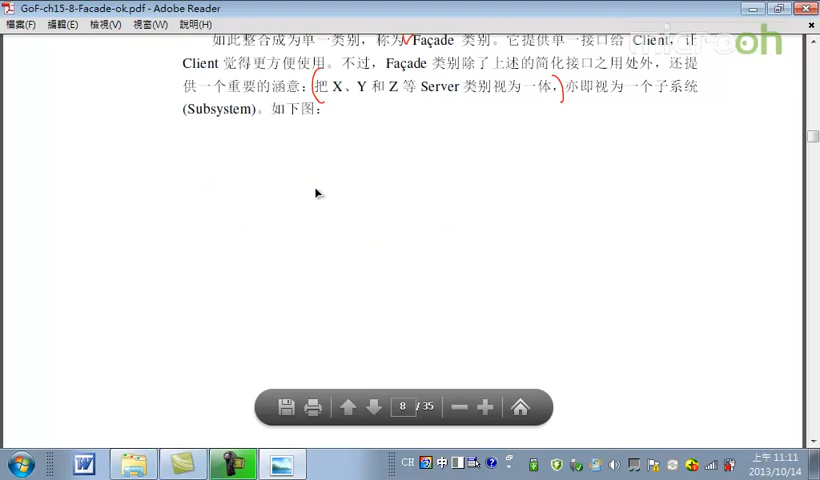 GoF-ch15-8-Facade-ok.pdf - Adobe Reader
檔案(F) 編輯(E) 檢視(V) 視窗(W) 說明(H)
microoh
如此整合成为单一类别，称为Façade 类别。它提供单一接口给 Client，让
Client 觉得更方便使用。不过，Façade 类别除了上述的简化接口之用处外，还提
供一个重要的涵意：把 X、Y 和 Z 等 Server 类别视为一体，亦即视为一个子系统
(Subsystem)。如下图：
8 / 35
CH 中
上午 11:11
2013/10/14